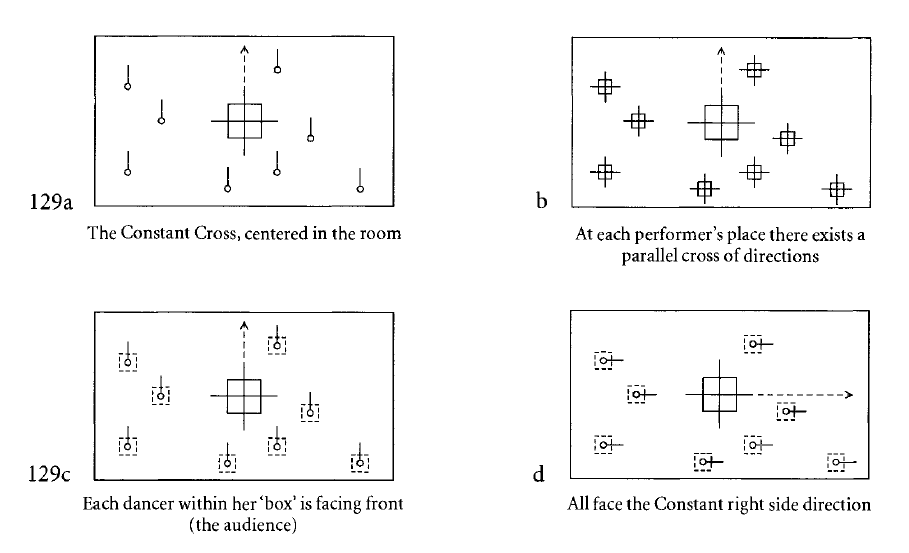 129a
The Constant Cross, centered in the room
b
At each performer's place there exists a
parallel cross of directions
129c
Each dancer within her 'box' is facing front
(the audience)
d
All face the Constant right side direction